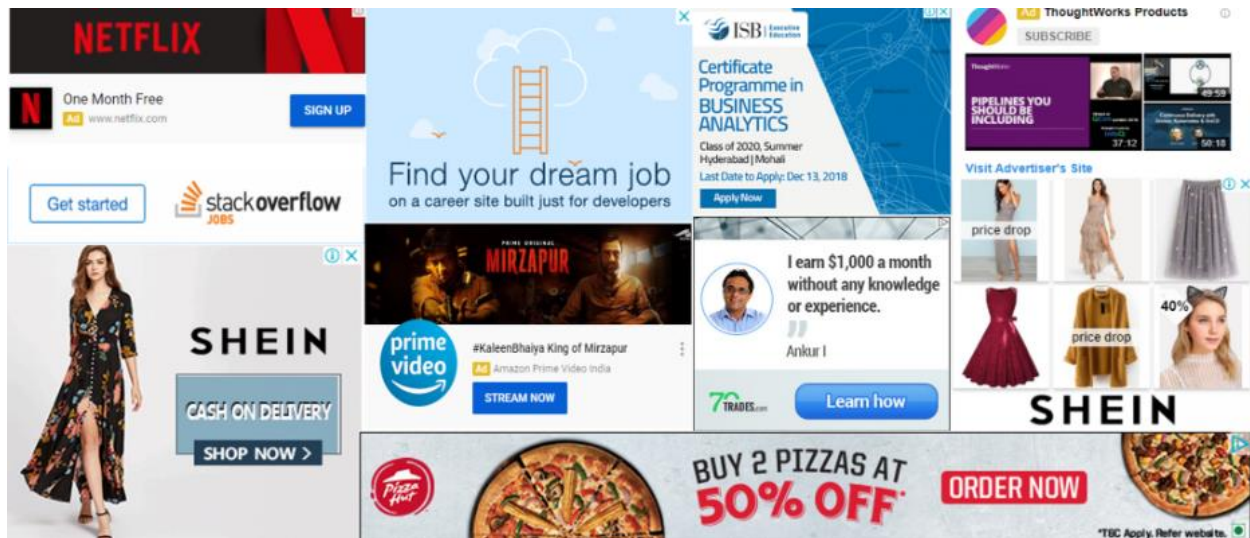 NETFLIX
One Month Free
Ad www.netflix.com
SIGN UP
Get started
stackoverflow
JOBS
SHEIN
CASH ON DELIVERY
SHOP NOW >
Find your dream job
on a career site built just for developers
PRIME ORIGINAL
MIRZAPUR
prime
video
#KaleenBhaiya King of Mirzapur
Ad Amazon Prime Video India
STREAM NOW
ISB Executive
Education
Certificate
Programme in
BUSINESS
ANALYTICS
Class of 2020, Summer
Hyderabad | Mohali
Last Date to Apply: Dec 13, 2018
Apply Now
I earn $1,000 a month
without any knowledge
or experience.
Ankur I
70TRADES.com
Learn how
Ad ThoughtWorks Products
SUBSCRIBE
ThoughtWorks
PIPELINES YOU
SHOULD BE
INCLUDING
37:12
49:59
50:18
Visit Advertiser's Site
price drop
price drop
40%
SHEIN
Pizza
Hut
BUY 2 PIZZAS AT
50% OFF*
ORDER NOW
*T&C Apply. Refer website.